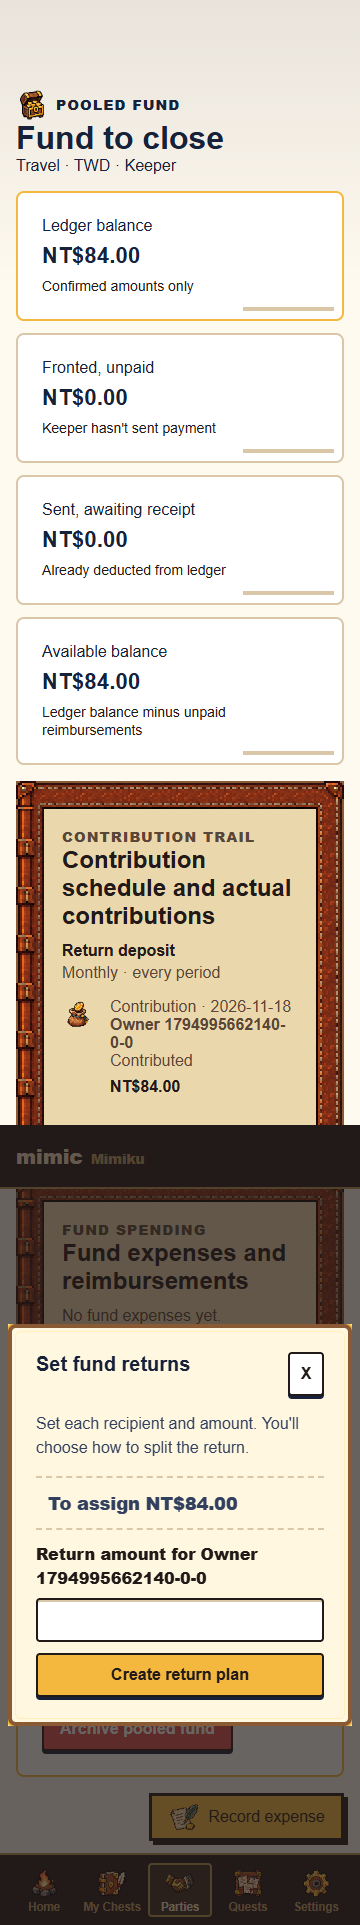 POOLED FUND
Fund to close
Travel · TWD · Keeper
Ledger balance
NT$84.00
Confirmed amounts only
Fronted, unpaid
NT$0.00
Keeper hasn't sent payment
Sent, awaiting receipt
NT$0.00
Already deducted from ledger
Available balance
NT$84.00
Ledger balance minus unpaid
reimbursements
CONTRIBUTION TRAIL
Contribution
schedule and actual
contributions
Return deposit
Monthly · every period
Contribution · 2026-11-18
Owner 1794995662140-
0-0
Contributed
NT$84.00
mimic Mimiku
FUND SPENDING
Fund expenses and
reimbursements
No fund expenses yet.
Set fund returns
X
Set each recipient and amount. You'll
choose how to split the return.
To assign NT$84.00
Return amount for Owner
1794995662140-0-0
Create return plan
Archive pooled fund
Record expense
Home My Chests Parties Quests Settings